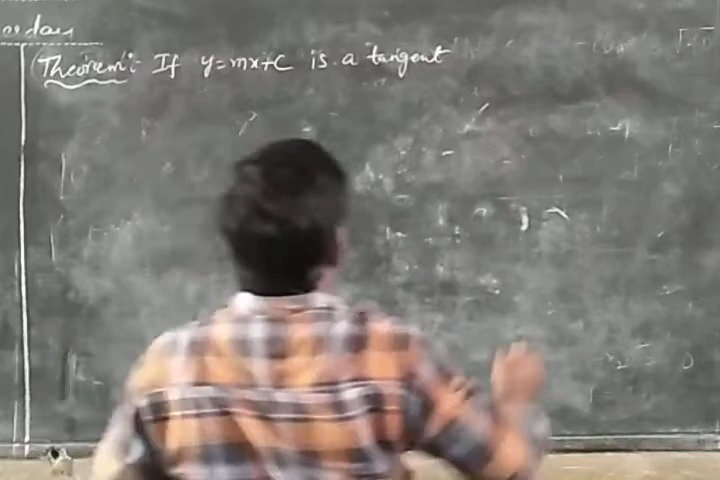 Theorem: If y=mx+c is a tangent